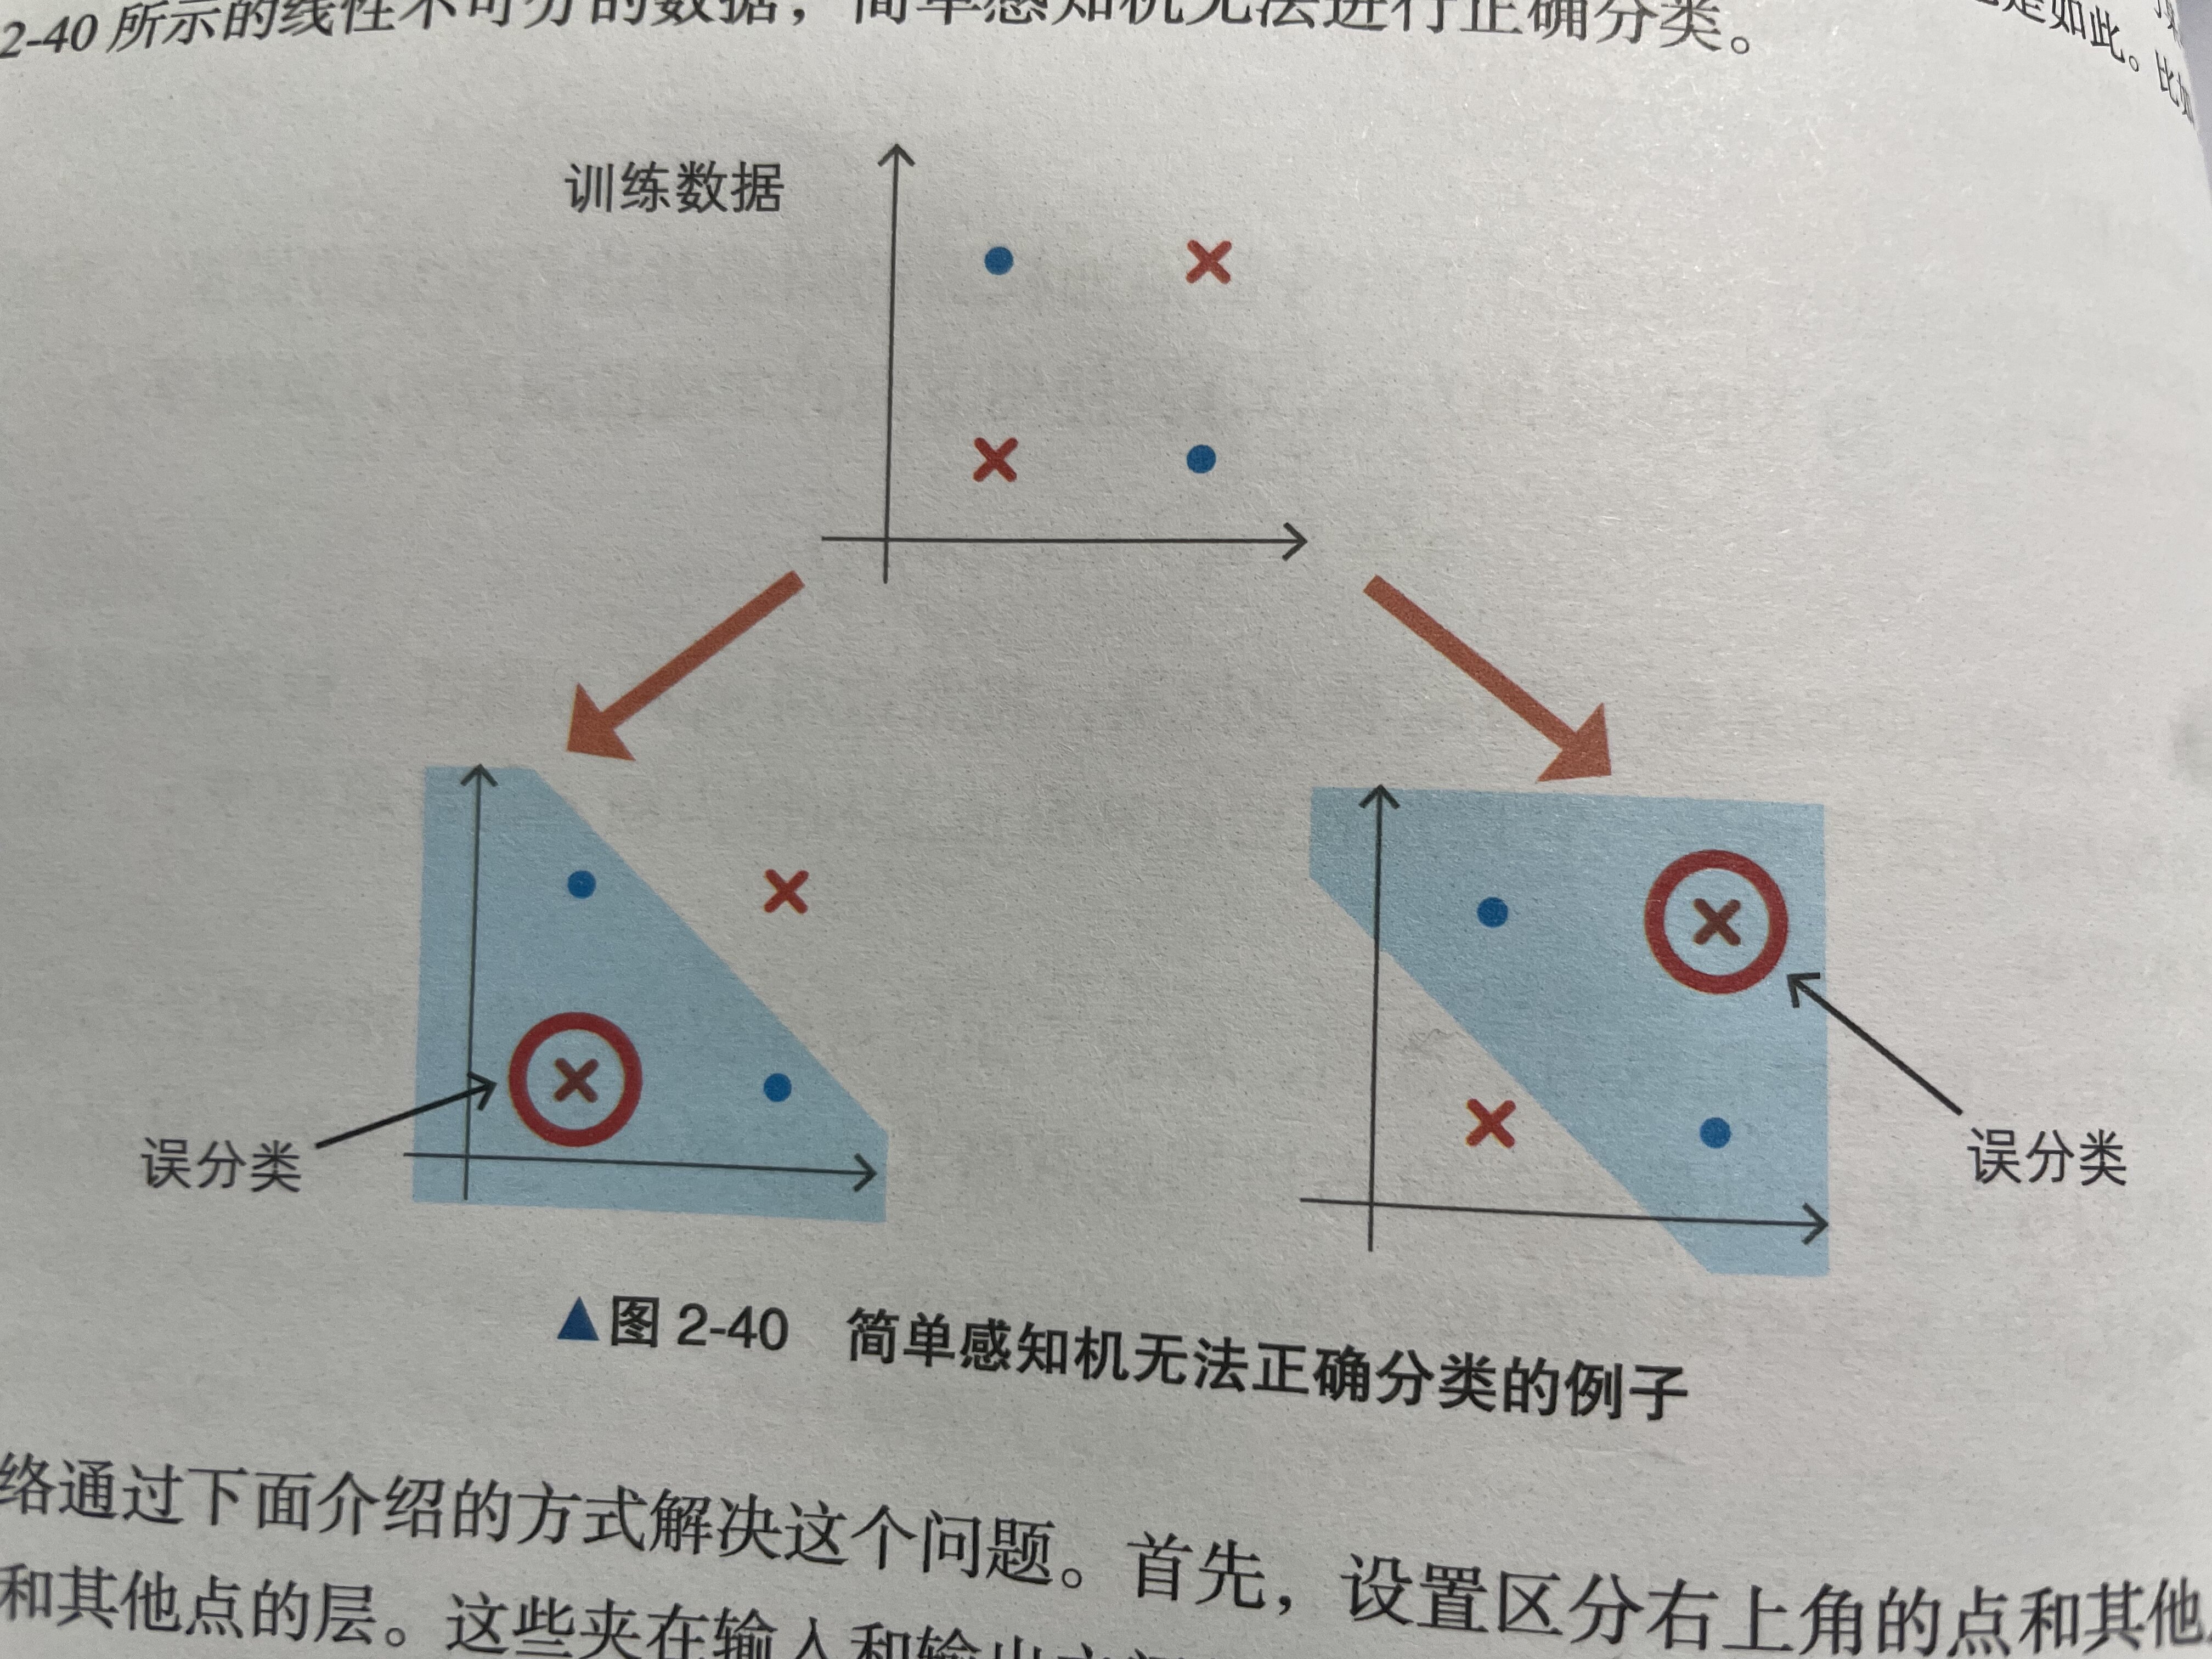 2-40 所示的线性不可分的数据，简单感知机无法进行正确分类。
是如此。
比如
训练数据
误分类
误分类
▲图 2-40 简单感知机无法正确分类的例子
络通过下面介绍的方式解决这个问题。首先，设置区分右上角的点和其他
和其他点的层。这些夹在输入和输出之间